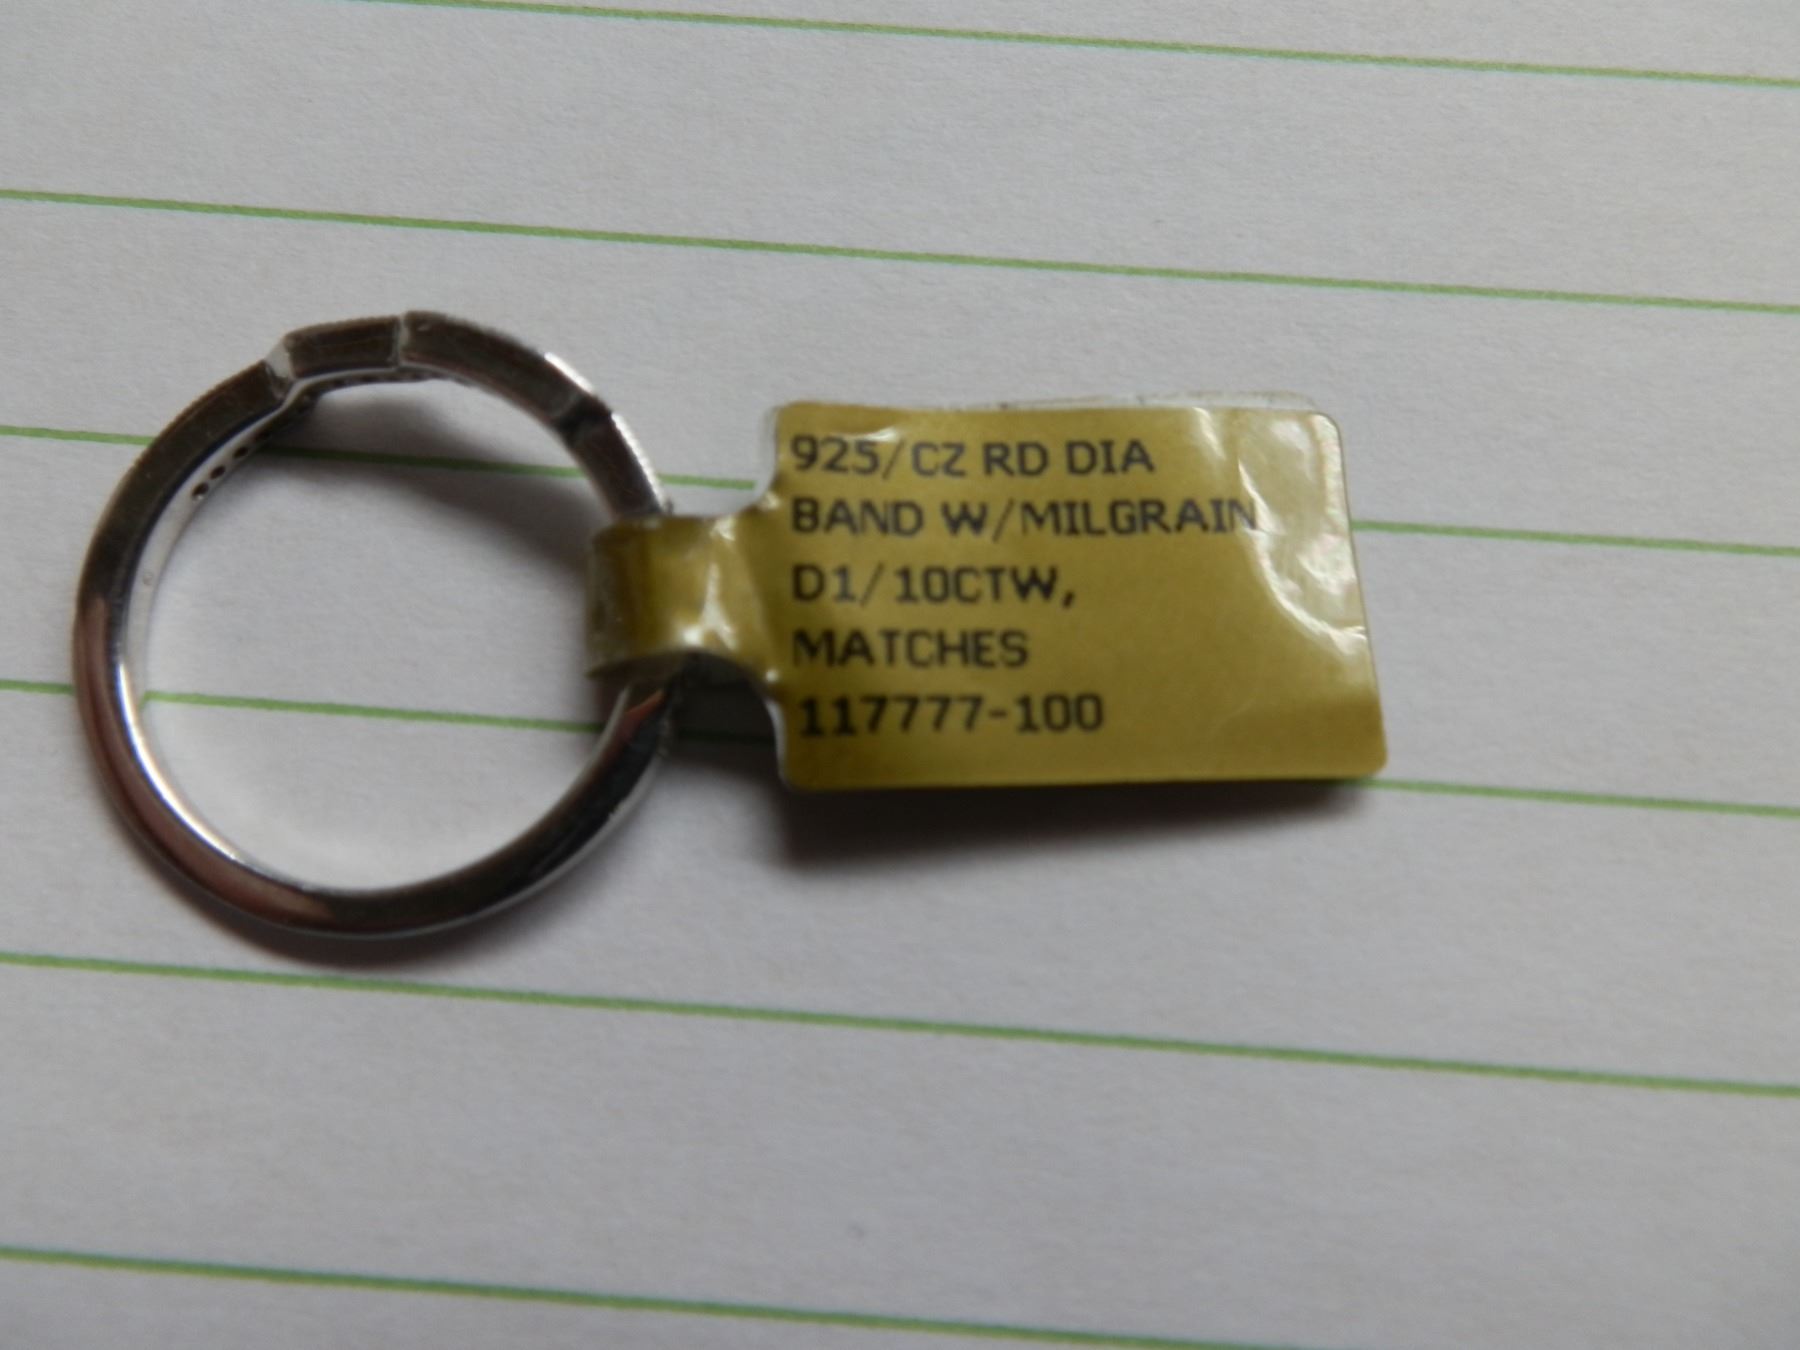 925/CZ RD DIA
BAND W/MILGRAIN
D1/10CTW,
MATCHES
117777-100